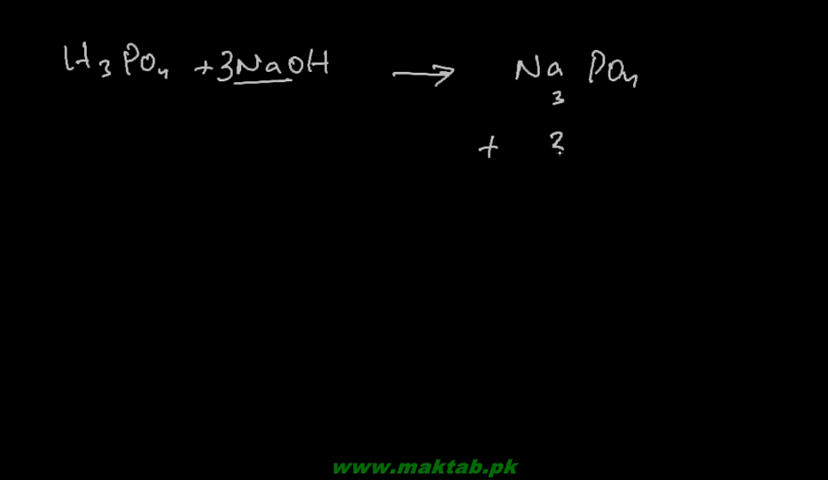 H₃PO₄ + 3NaOH → Na₃PO₄
+ ?
www.maktab.pk